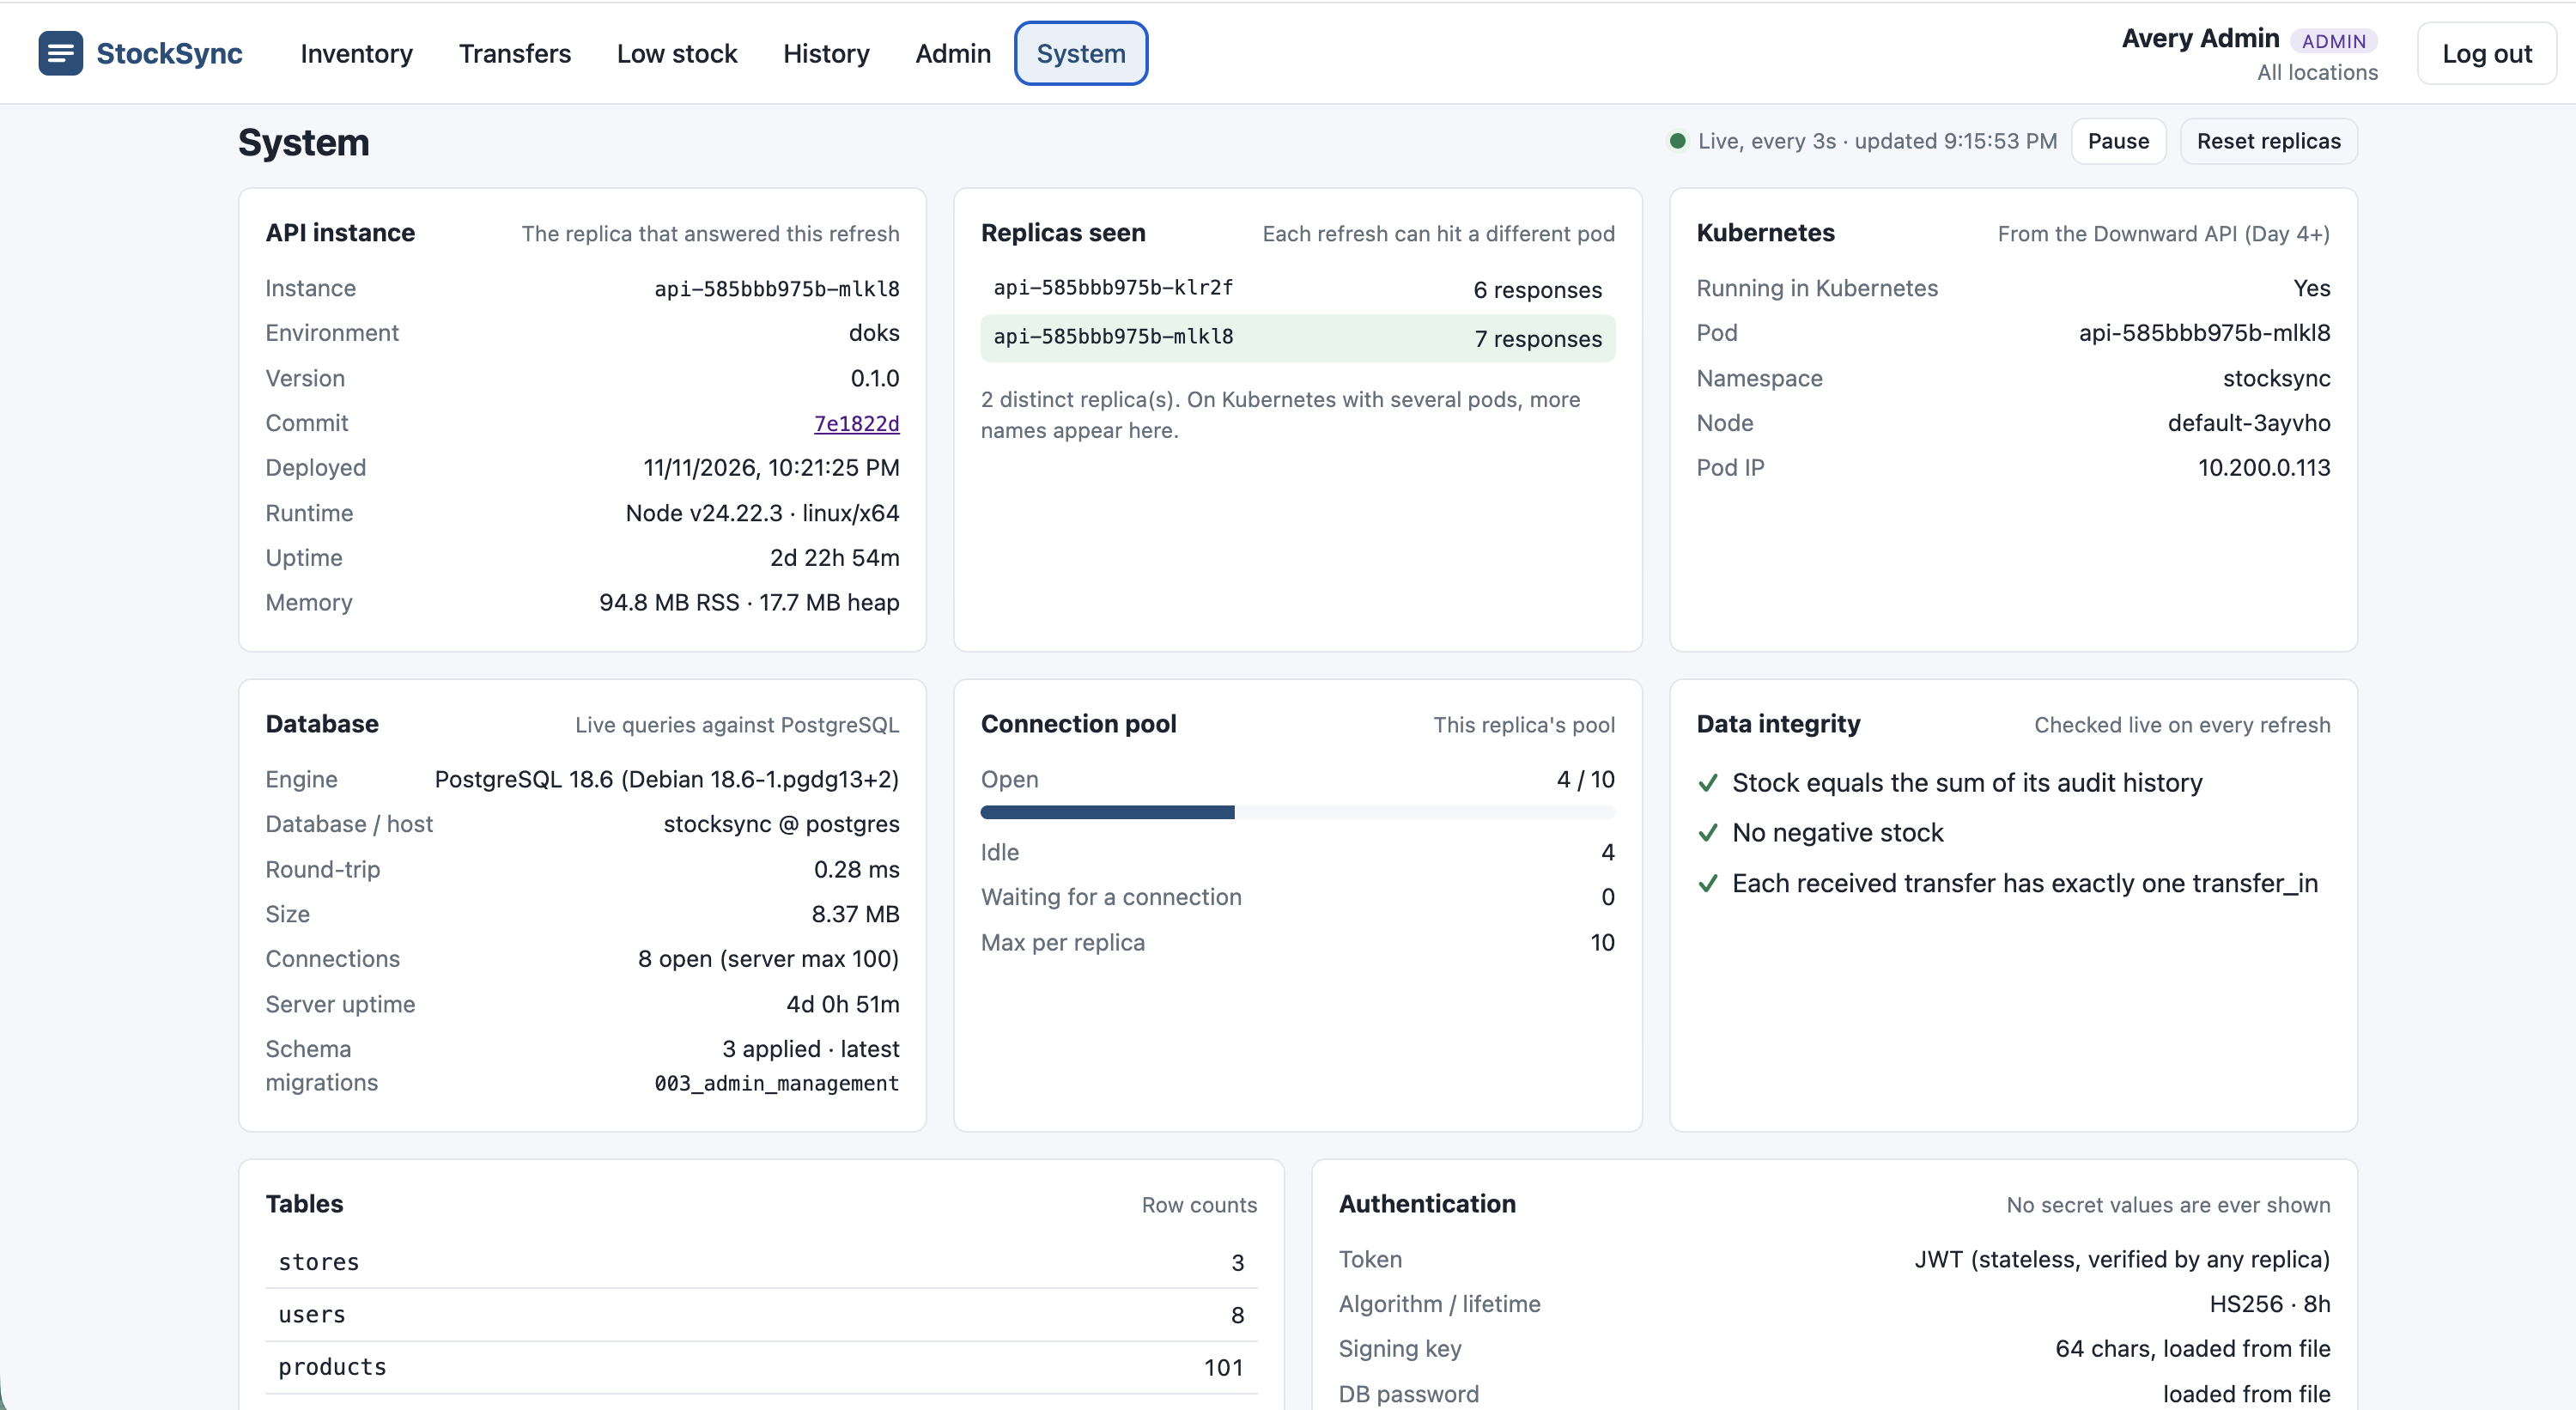 StockSync Inventory Transfers Low stock History Admin System Avery Admin ADMIN Log out
All locations
System Live, every 3s · updated 9:15:53 PM Pause Reset replicas
API instance The replica that answered this refresh
Instance api-585bbb975b-mlkl8
Environment doks
Version 0.1.0
Commit 7e1822d
Deployed 11/11/2026, 10:21:25 PM
Runtime Node v24.22.3 · linux/x64
Uptime 2d 22h 54m
Memory 94.8 MB RSS · 17.7 MB heap
Replicas seen Each refresh can hit a different pod
api-585bbb975b-klr2f 6 responses
api-585bbb975b-mlkl8 7 responses
2 distinct replica(s). On Kubernetes with several pods, more
names appear here.
Kubernetes From the Downward API (Day 4+)
Running in Kubernetes Yes
Pod api-585bbb975b-mlkl8
Namespace stocksync
Node default-3ayvho
Pod IP 10.200.0.113
Database Live queries against PostgreSQL
Engine PostgreSQL 18.6 (Debian 18.6-1.pgdg13+2)
Database / host stocksync @ postgres
Round-trip 0.28 ms
Size 8.37 MB
Connections 8 open (server max 100)
Server uptime 4d 0h 51m
Schema 3 applied · latest
migrations 003_admin_management
Connection pool This replica's pool
Open 4 / 10
Idle 4
Waiting for a connection 0
Max per replica 10
Data integrity Checked live on every refresh
✓ Stock equals the sum of its audit history
✓ No negative stock
✓ Each received transfer has exactly one transfer_in
Tables Row counts
stores 3
users 8
products 101
Authentication No secret values are ever shown
Token JWT (stateless, verified by any replica)
Algorithm / lifetime HS256 · 8h
Signing key 64 chars, loaded from file
DB password loaded from file